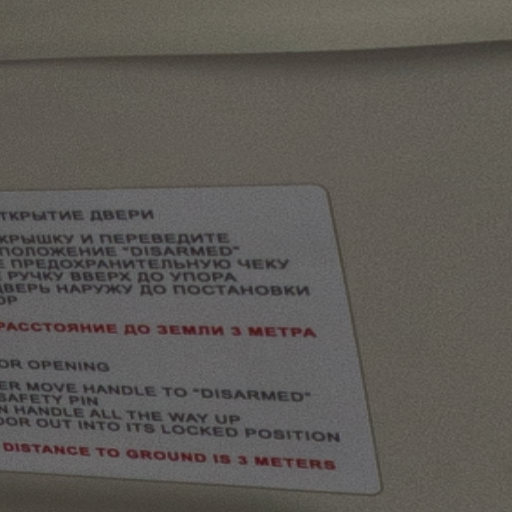 ТКРЫТИЕ ДВЕРИ
КРЫШКУ И ПЕРЕВЕДИТЕ
ПОЛОЖЕНИЕ "DISARMED"
Е ПРЕДОХРАНИТЕЛЬНУЮ ЧЕКУ
Е РУЧКУ ВВЕРХ ДО УПОРА
ДВЕРЬ НАРУЖУ ДО ПОСТАНОВКИ
ОР
РАССТОЯНИЕ ДО ЗЕМЛИ 3 МЕТРА
OR OPENING
ER MOVE HANDLE TO "DISARMED"
SAFETY PIN
N HANDLE ALL THE WAY UP
OOR OUT INTO ITS LOCKED POSITION
DISTANCE TO GROUND IS 3 METERS